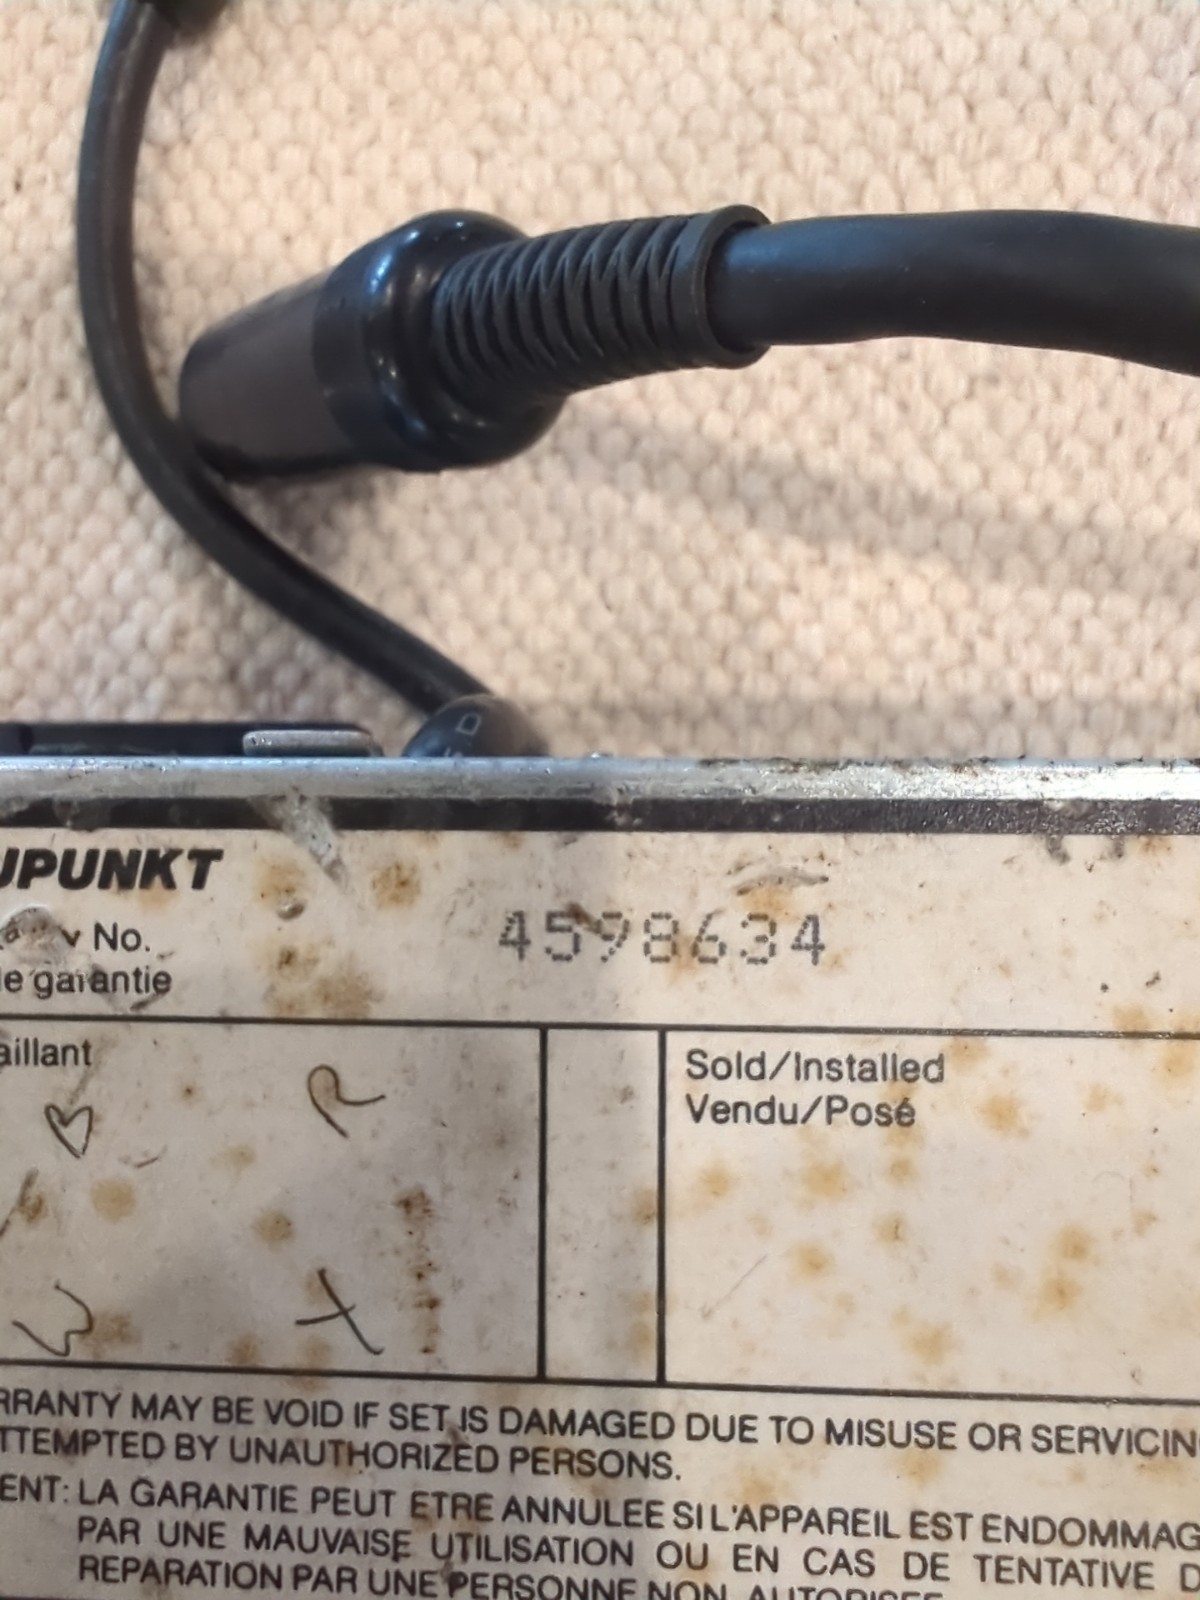 UPUNKT
4598634
No.
le garantie
aillant
Sold/Installed
Vendu/Posé
R
X
RRANTY MAY BE VOID IF SET IS DAMAGED DUE TO MISUSE OR SERVICIN
TTEMPTED BY UNAUTHORIZED PERSONS.
ENT: LA GARANTIE PEUT ETRE ANNULEE SI L'APPAREIL EST ENDOMMAG
PAR UNE MAUVAISE UTILISATION OU EN CAS DE TENTATIVE D
REPARATION PAR UNE PERSONNE NON AUTORISEE